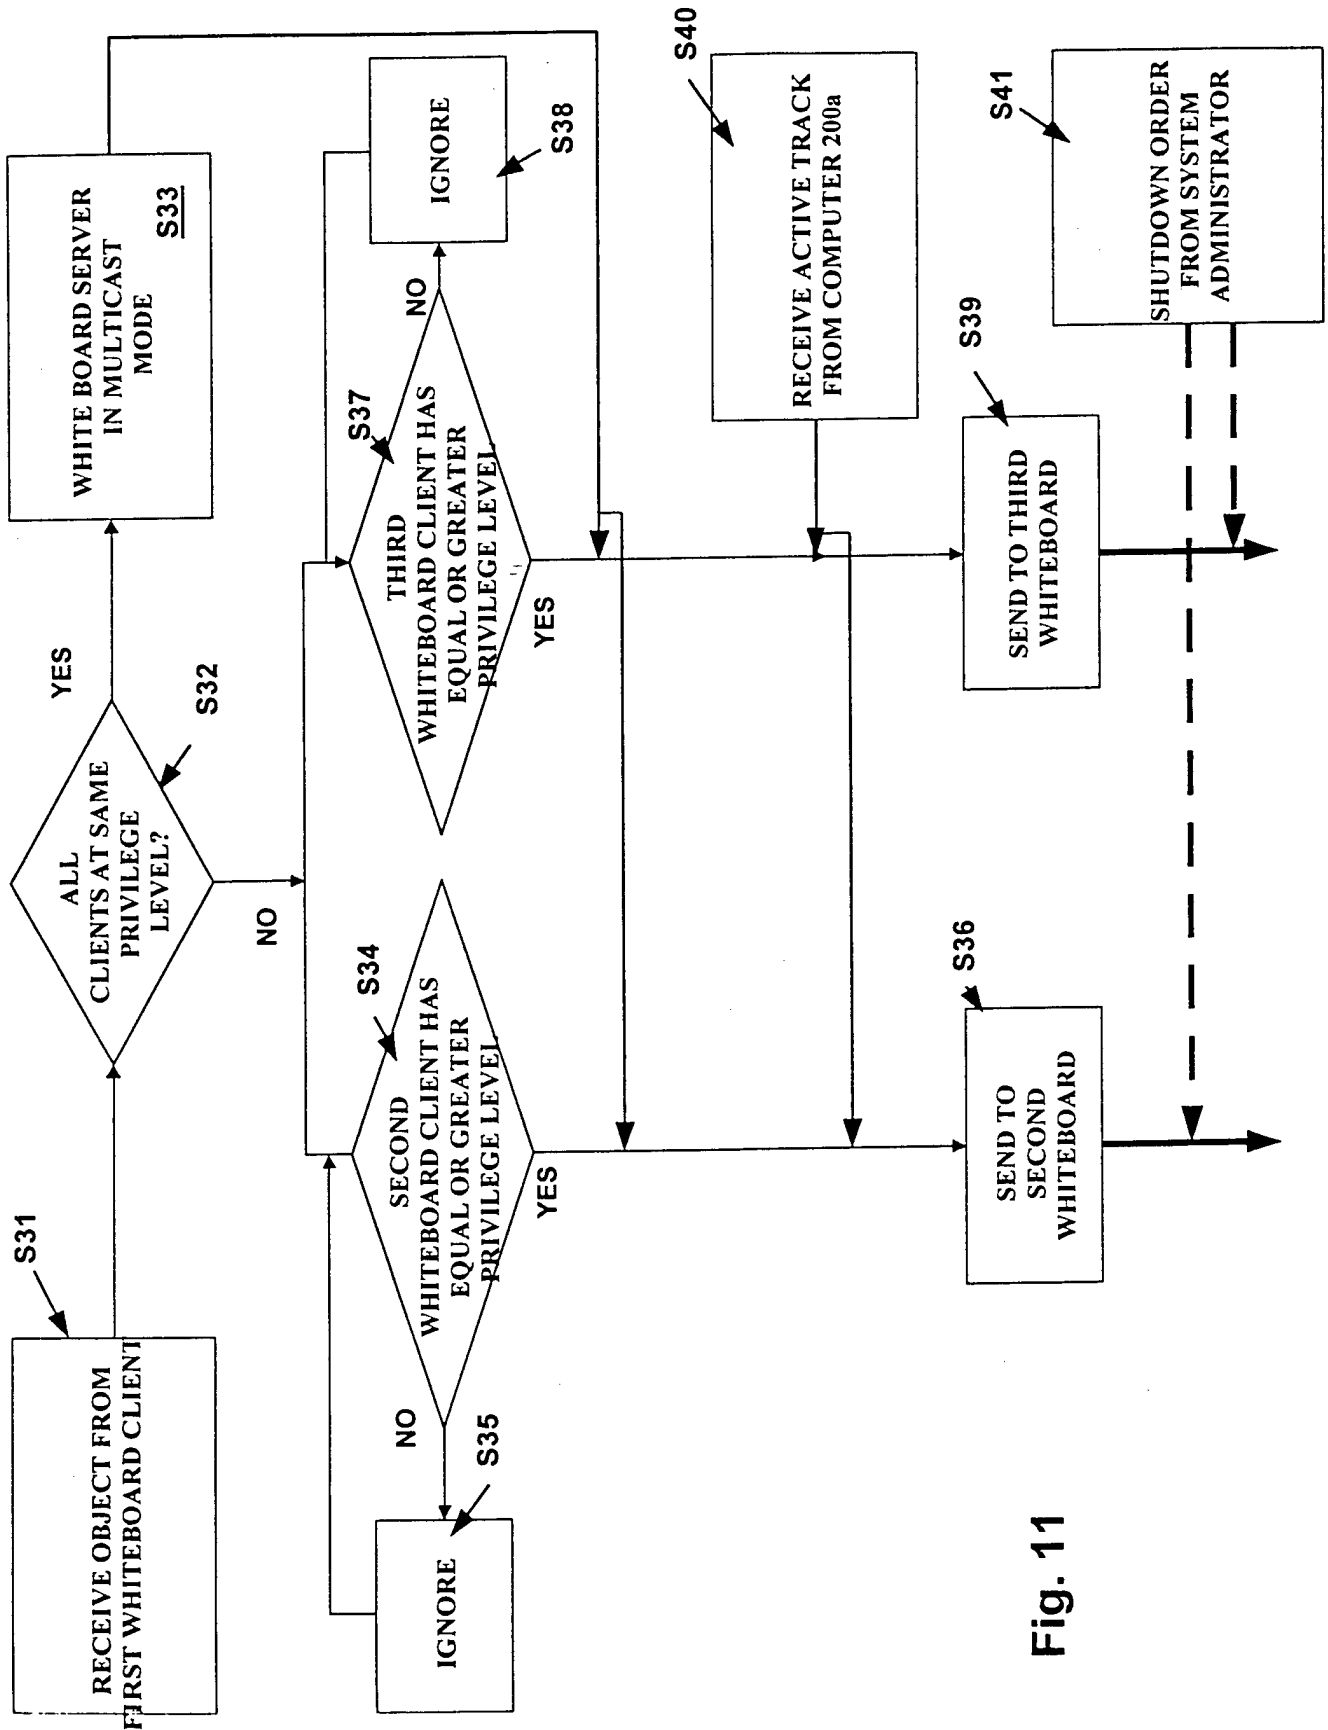 S31
RECEIVE OBJECT FROM
FIRST WHITEBOARD CLIENT
ALL
CLIENTS AT SAME
PRIVILEGE
LEVEL?
S32
YES
NO
WHITE BOARD SERVER
IN MULTICAST
MODE
S33
S34
SECOND
WHITEBOARD CLIENT HAS
EQUAL OR GREATER
PRIVILEGE LEVEL
NO
YES
IGNORE
S35
S37
THIRD
WHITEBOARD CLIENT HAS
EQUAL OR GREATER
PRIVILEGE LEVEL
NO
YES
IGNORE
S38
S40
RECEIVE ACTIVE TRACK
FROM COMPUTER 200a
S36
SEND TO
SECOND
WHITEBOARD
S39
SEND TO THIRD
WHITEBOARD
S41
SHUTDOWN ORDER
FROM SYSTEM
ADMINISTRATOR
Fig. 11